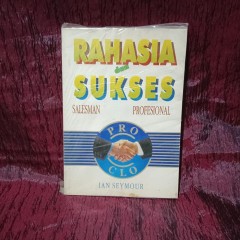 RAHASIA
SUKSES
SALESMAN PROFESIONAL
PRO
CLO
IAN SEYMOUR